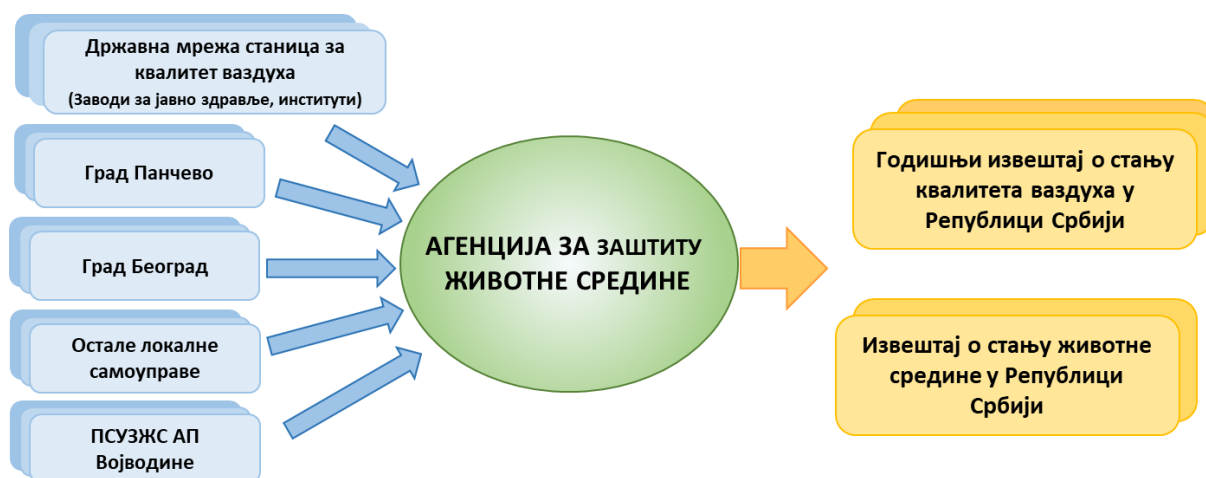 Државна мрежа станица за
квалитет ваздуха
(Заводи за јавно здравље, институти)
Град Панчево
Град Београд
Остале локалне
самоуправе
ПСУЗЖС АП
Војводине
АГЕНЦИЈА ЗА ЗАШТИТУ
ЖИВОТНЕ СРЕДИНЕ
Годишњи извештај о стању
квалитета ваздуха у
Републици Србији
Извештај о стању животне
средине у Републици
Србији